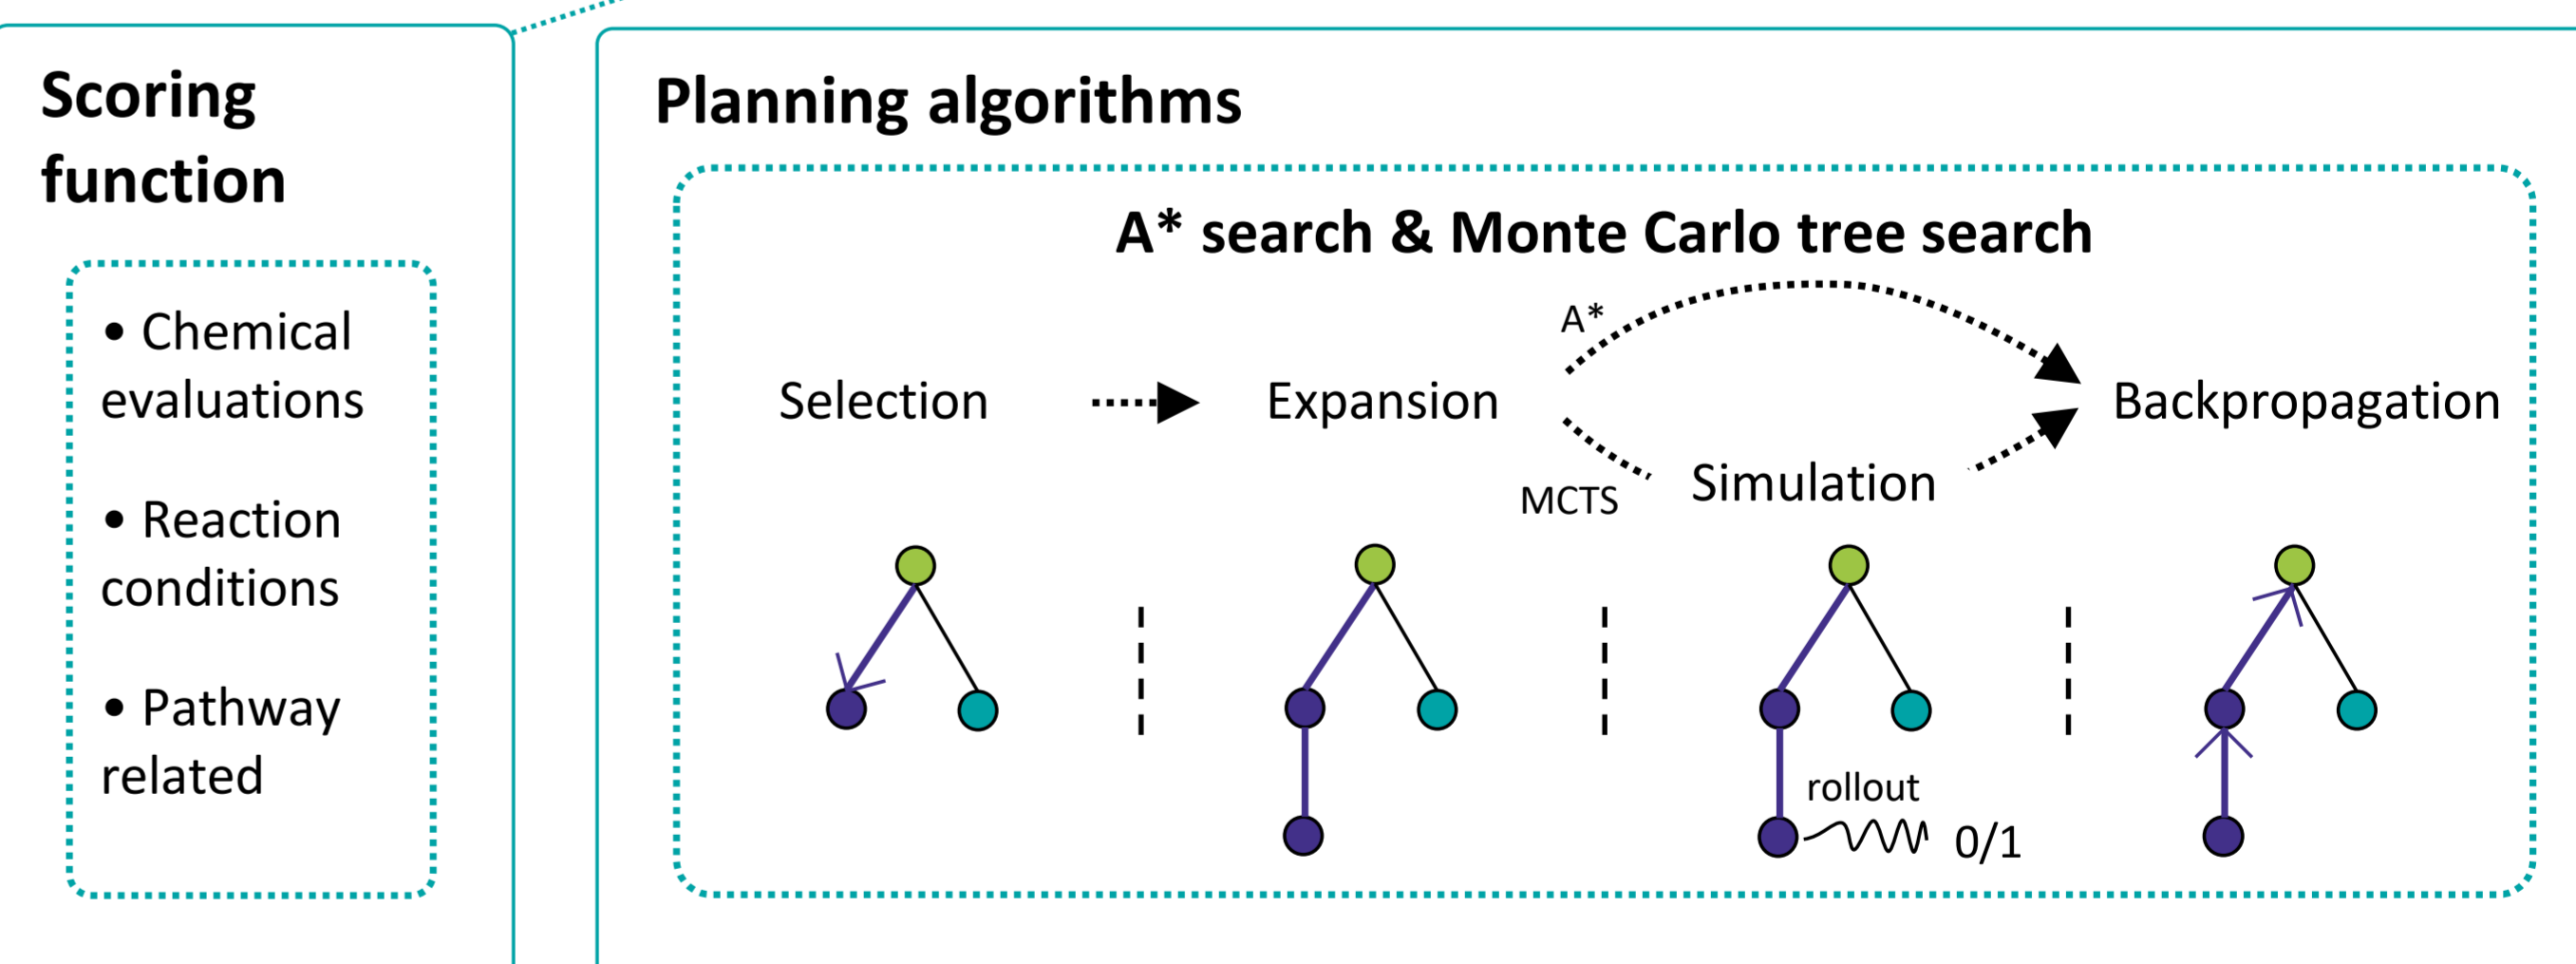 Scoring
function
• Chemical
evaluations
• Reaction
conditions
• Pathway
related
Planning algorithms
A* search & Monte Carlo tree search
A*
Selection
Expansion
Backpropagation
MCTS
Simulation
rollout
0/1